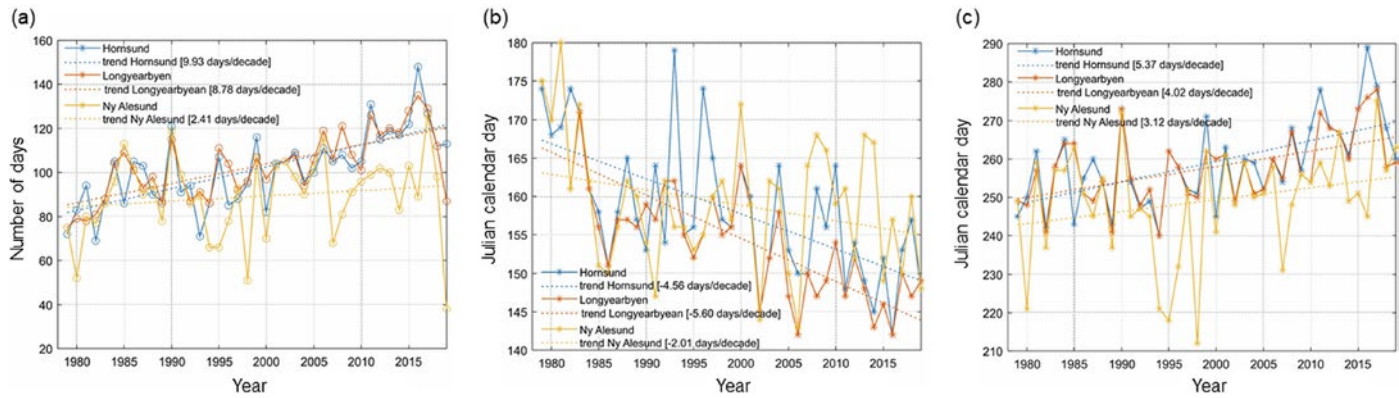 (a)
Number of days
160
140
120
100
80
60
40
20
Hornsund
trend Hornsund [9.93 days/decade]
Longyearbyen
trend Longyearbyean [8.78 days/decade]
Ny Alesund
trend Ny Alesund [2.41 days/decade]
1980 1985 1990 1995 2000 2005 2010 2015
Year
(b)
Julian calendar day
180
175
170
165
160
155
150
145
140
Hornsund
trend Hornsund [-4.56 days/decade]
Longyearbyen
trend Longyearbyean [-5.60 days/decade]
Ny Alesund
trend Ny Alesund [-2.01 days/decade]
1980 1985 1990 1995 2000 2005 2010 2015
Year
(c)
Julian calendar day
290
280
270
260
250
240
230
220
210
Hornsund
trend Hornsund [5.37 days/decade]
Longyearbyen
trend Longyearbyean [4.02 days/decade]
Ny Alesund
trend Ny Alesund [3.12 days/decade]
1980 1985 1990 1995 2000 2005 2010 2015
Year